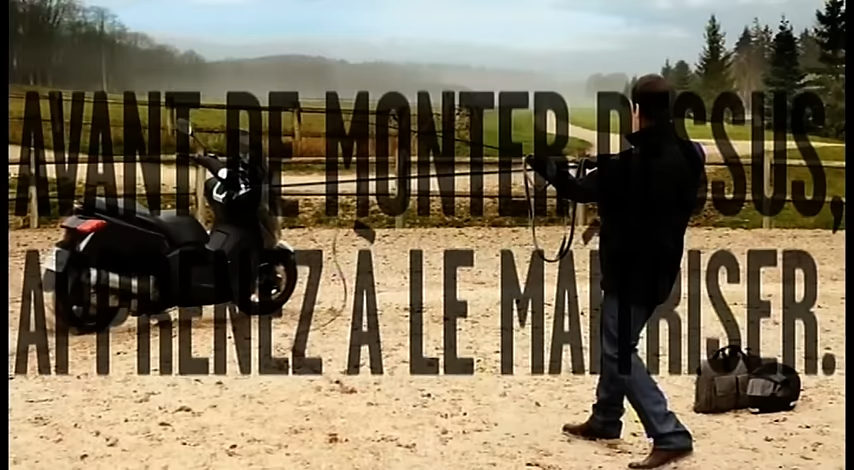 AVANT DE MONTER DESSUS,
APPRENEZ À LE MAÎTRISER.